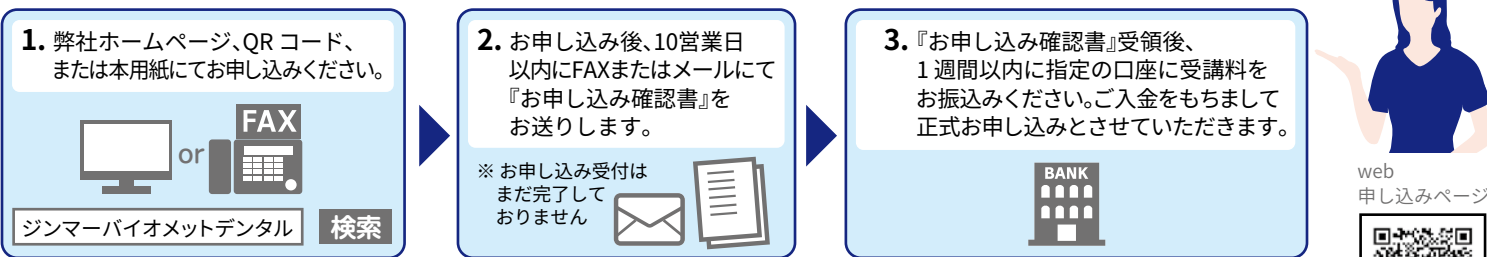 1. 弊社ホームページ、QR コード、
または本用紙にてお申し込みください。
FAX
or
ジンマーバイオメットデンタル 検索
2. お申し込み後、10営業日
以内にFAXまたはメールにて
『お申し込み確認書』を
お送りします。
※ お申し込み受付は
まだ完了して
おりません
3. 『お申し込み確認書』受領後、
1 週間以内に指定の口座に受講料を
お振込みください。ご入金をもちまして
正式お申し込みとさせていただきます。
BANK
web
申し込みページ